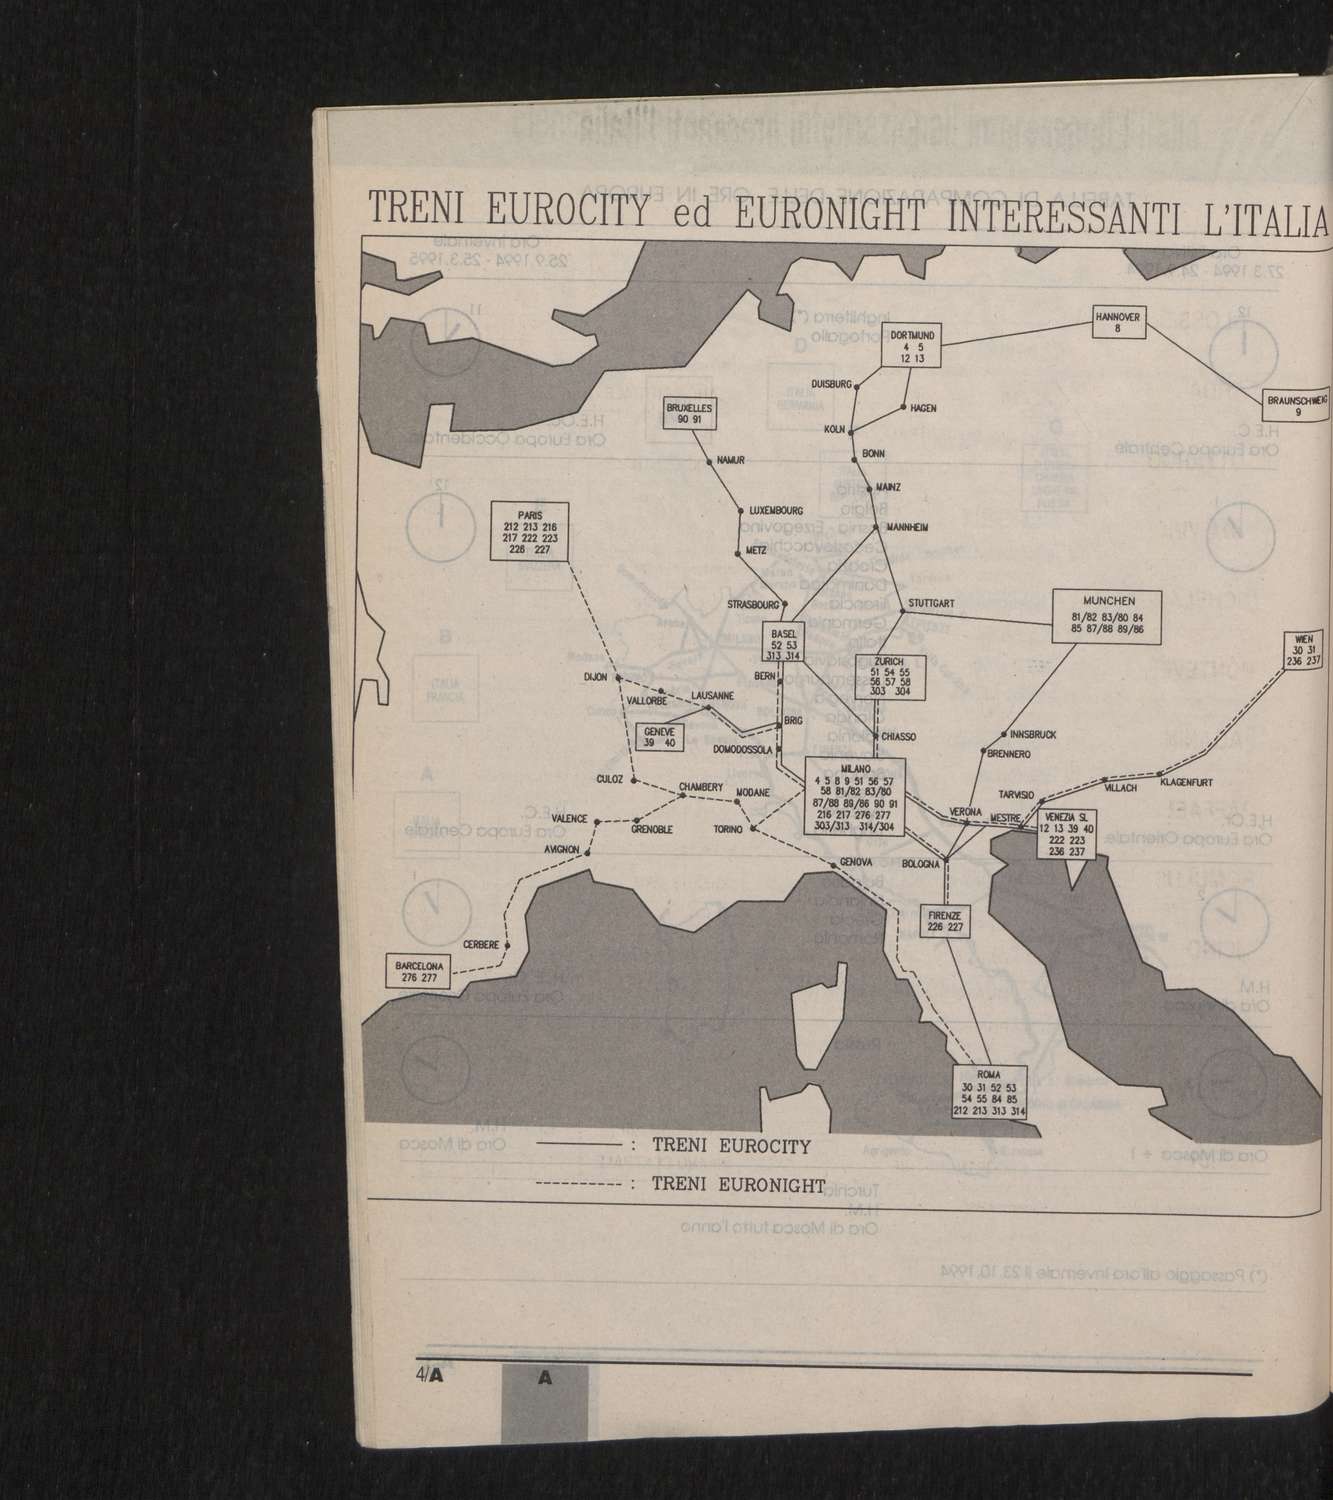 TRENI EUROCITY ed EURONIGHT INTERESSANTI L'ITALIA
HANNOVER
8
DORTMUND
4 5
12 13
DUISBURG
HAGEN
BRAUNSCHWEIG
9
BRUXELLES
90 91
KOLN
BONN
NAMUR
MAINZ
PARIS
212 213 216
217 222 223
226 227
LUXEMBOURG
MANNHEIM
METZ
STRASBOURG
STUTTGART
MUNCHEN
81/82 83/80 84
85 87/88 89/86
BASEL
52 53
313 314
WIEN
30 31
236 237
ZURICH
51 54 55
56 57 58
303 304
DIJON
BERN
VALLORBE
LAUSANNE
BRIG
GENEVE
39 40
CHIASSO
INNSBRUCK
DOMODOSSOLA
BRENNERO
MILANO
4 5 8 9 51 56 57
58 81/82 83/80
87/88 89/86 90 91
216 217 276 277
303/313 314/304
CULOZ
CHAMBERY
MODANE
TARVISIO
VILLACH
KLAGENFURT
VALENCE
GRENOBLE
TORINO
VERONA
MESTRE
VENEZIA SL
12 13 39 40
222 223
236 237
AVIGNON
GENOVA
BOLOGNA
FIRENZE
226 227
CERBERE
BARCELONA
276 277
ROMA
30 31 52 53
54 55 84 85
212 213 313 314
: TRENI EUROCITY
: TRENI EURONIGHT
4/A
A